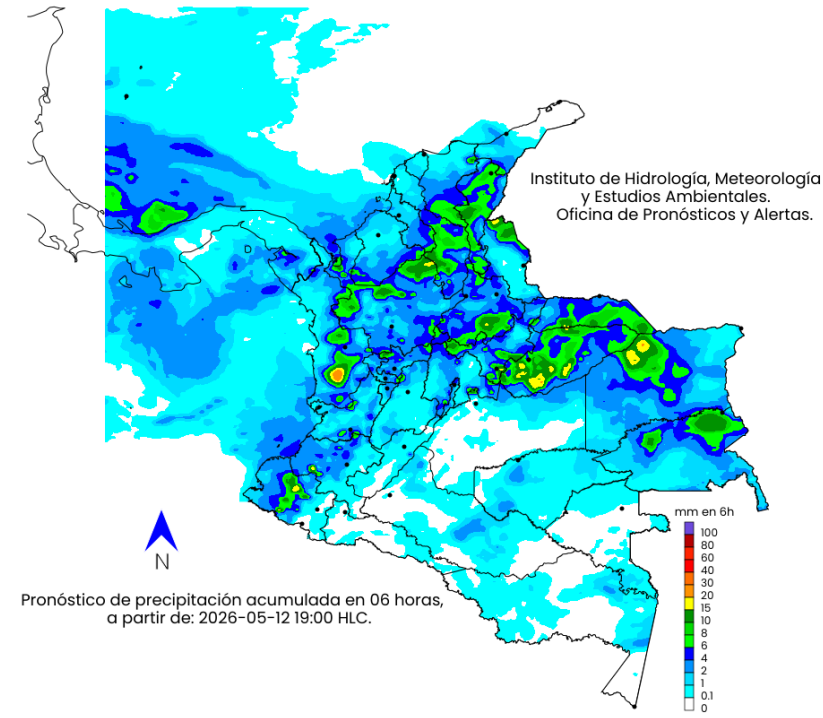 Instituto de Hidrología, Meteorología
y Estudios Ambientales.
Oficina de Pronósticos y Alertas.
N
Pronóstico de precipitación acumulada en 06 horas,
a partir de: 2026-05-12 19:00 HLC.
mm en 6h
100
80
60
40
30
20
15
10
8
6
4
2
1
0.1
0